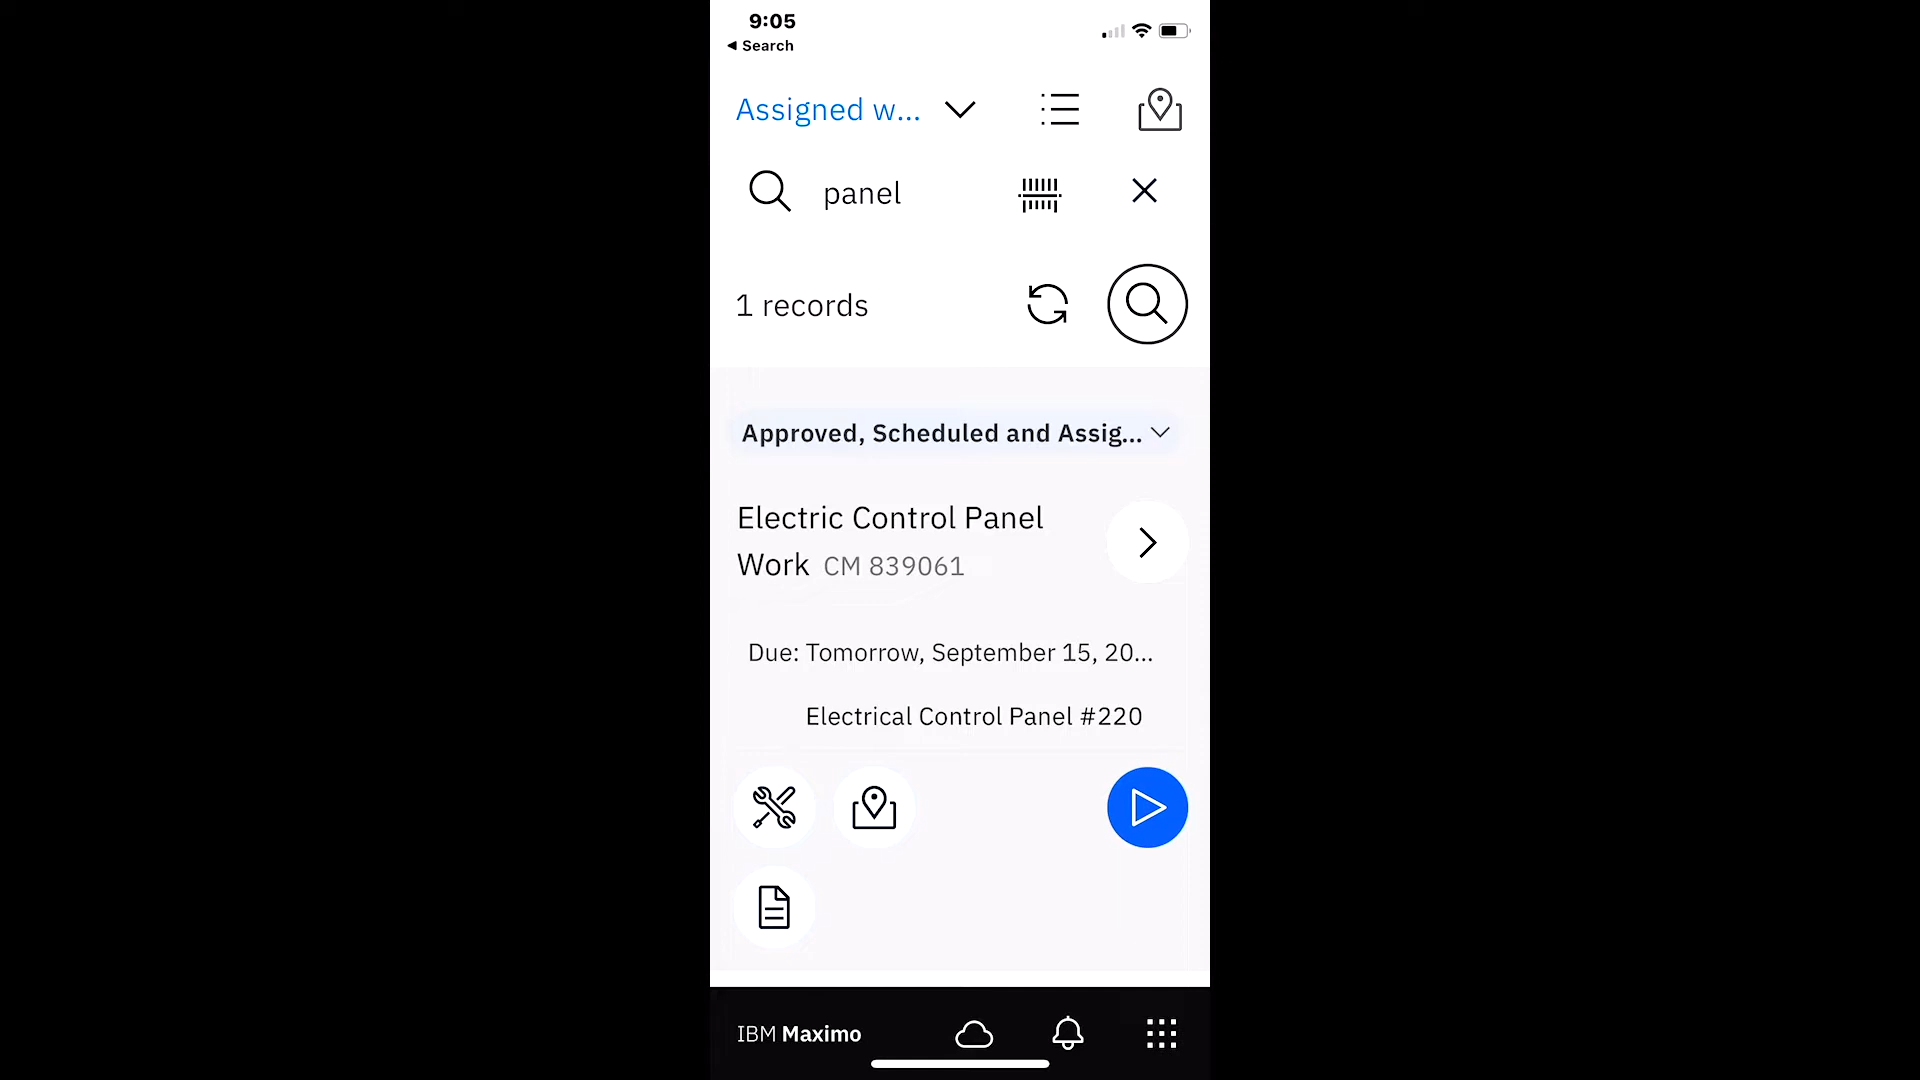 9:05
Search
Assigned w...
panel
1 records
Approved, Scheduled and Assig...
Electric Control Panel
Work CM 839061
Due: Tomorrow, September 15, 20...
Electrical Control Panel #220
IBM Maximo